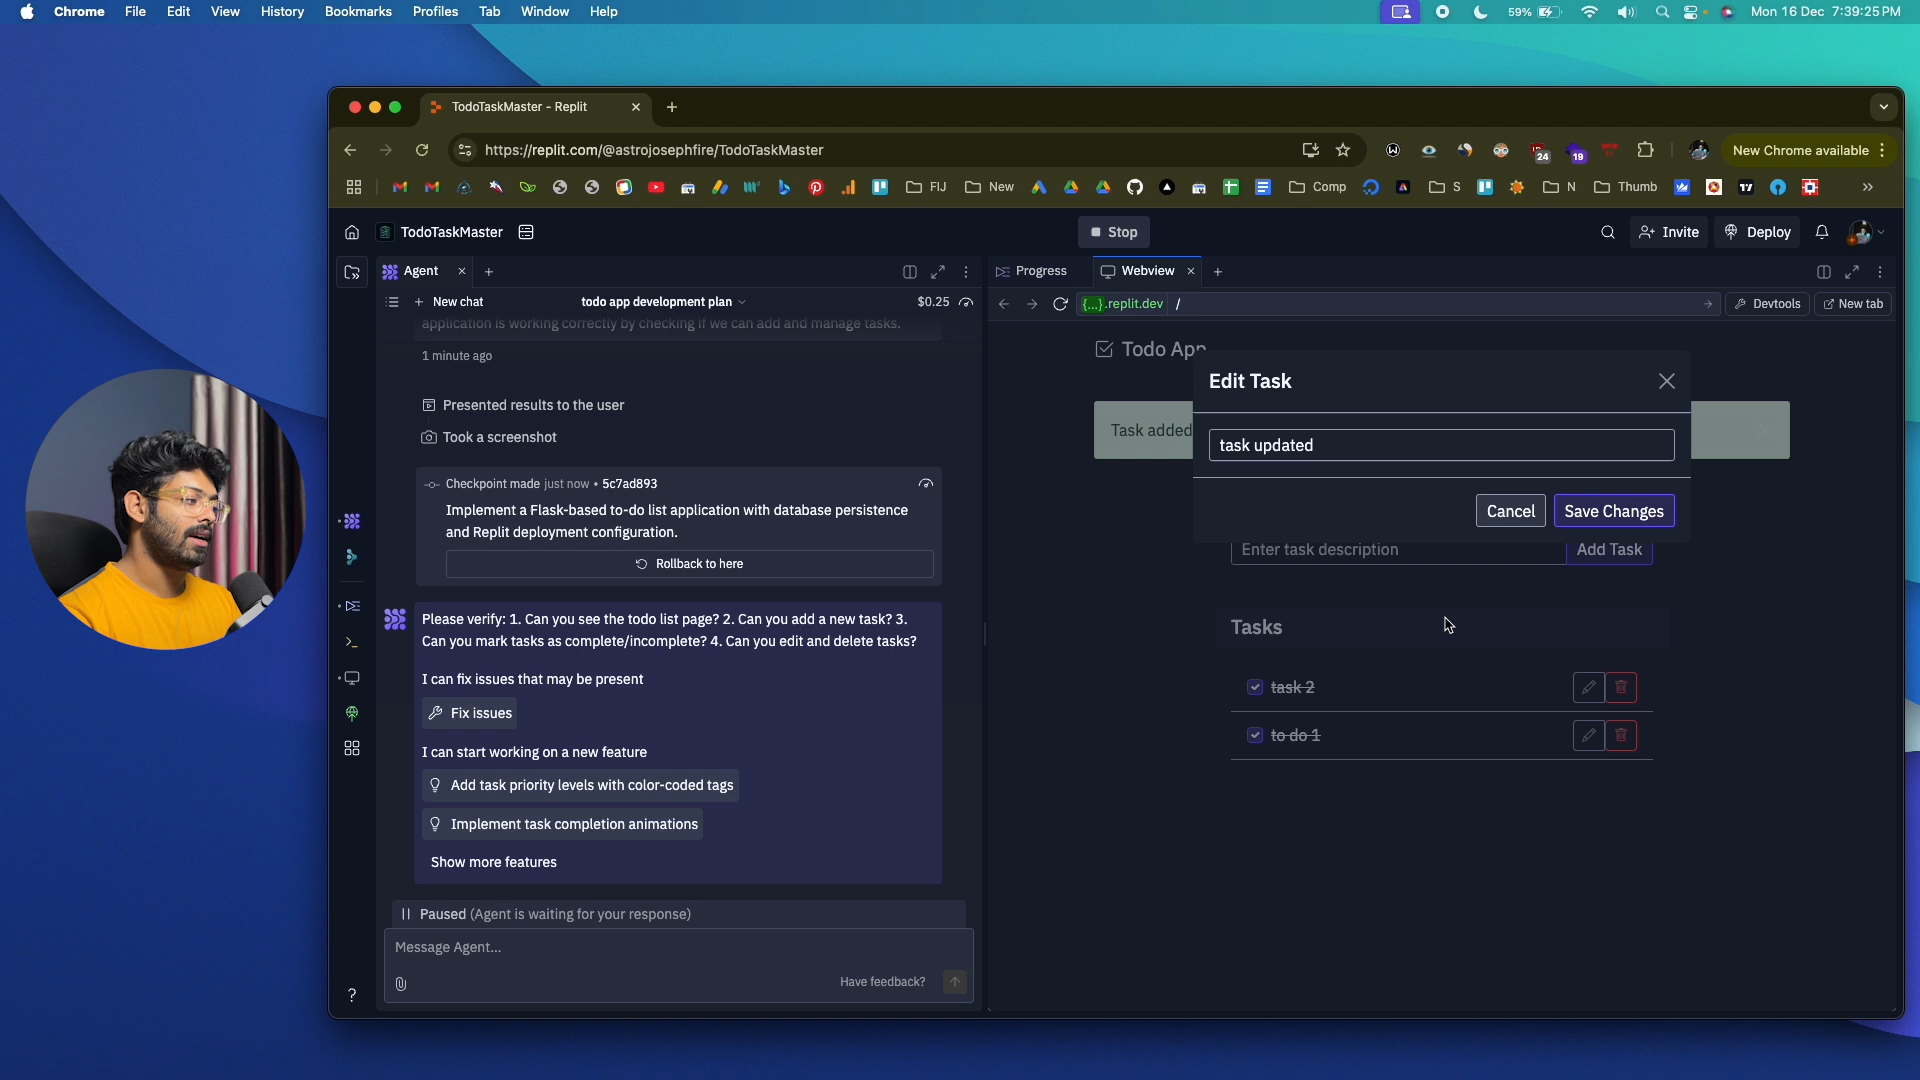 Chrome File Edit View History Bookmarks Profiles Tab Window Help
59% Mon 16 Dec 7:39:25 PM
TodoTaskMaster - Replit
https://replit.com/@astrojosephfire/TodoTaskMaster
24 19 New Chrome available
FIJ New Comp S N Thumb
TodoTaskMaster
Stop
Invite Deploy
Agent
Progress Webview
New chat todo app development plan $0.25
{...}.replit.dev / Devtools New tab
application is working correctly by checking if we can add and manage tasks.
1 minute ago
Presented results to the user
Took a screenshot
Checkpoint made just now • 5c7ad893
Implement a Flask-based to-do list application with database persistence
and Replit deployment configuration.
Rollback to here
Please verify: 1. Can you see the todo list page? 2. Can you add a new task? 3.
Can you mark tasks as complete/incomplete? 4. Can you edit and delete tasks?
I can fix issues that may be present
Fix issues
I can start working on a new feature
Add task priority levels with color-coded tags
Implement task completion animations
Show more features
Paused (Agent is waiting for your response)
Message Agent...
Have feedback?
Todo App
Edit Task
Task added
task updated
Cancel Save Changes
Enter task description Add Task
Tasks
task 2
to do 1